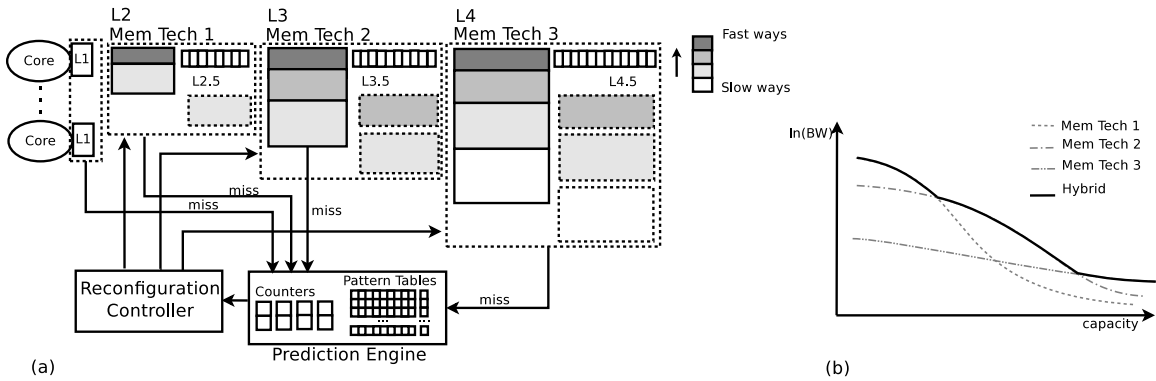 L2
Mem Tech 1
L3
Mem Tech 2
L4
Mem Tech 3
Fast ways
Slow ways
Core
L1
L2.5
L3.5
L4.5
Core
L1
miss
miss
miss
miss
Reconfiguration
Controller
Counters
Pattern Tables
...
...
Prediction Engine
(a)
ln(BW)
Mem Tech 1
Mem Tech 2
Mem Tech 3
Hybrid
capacity
(b)